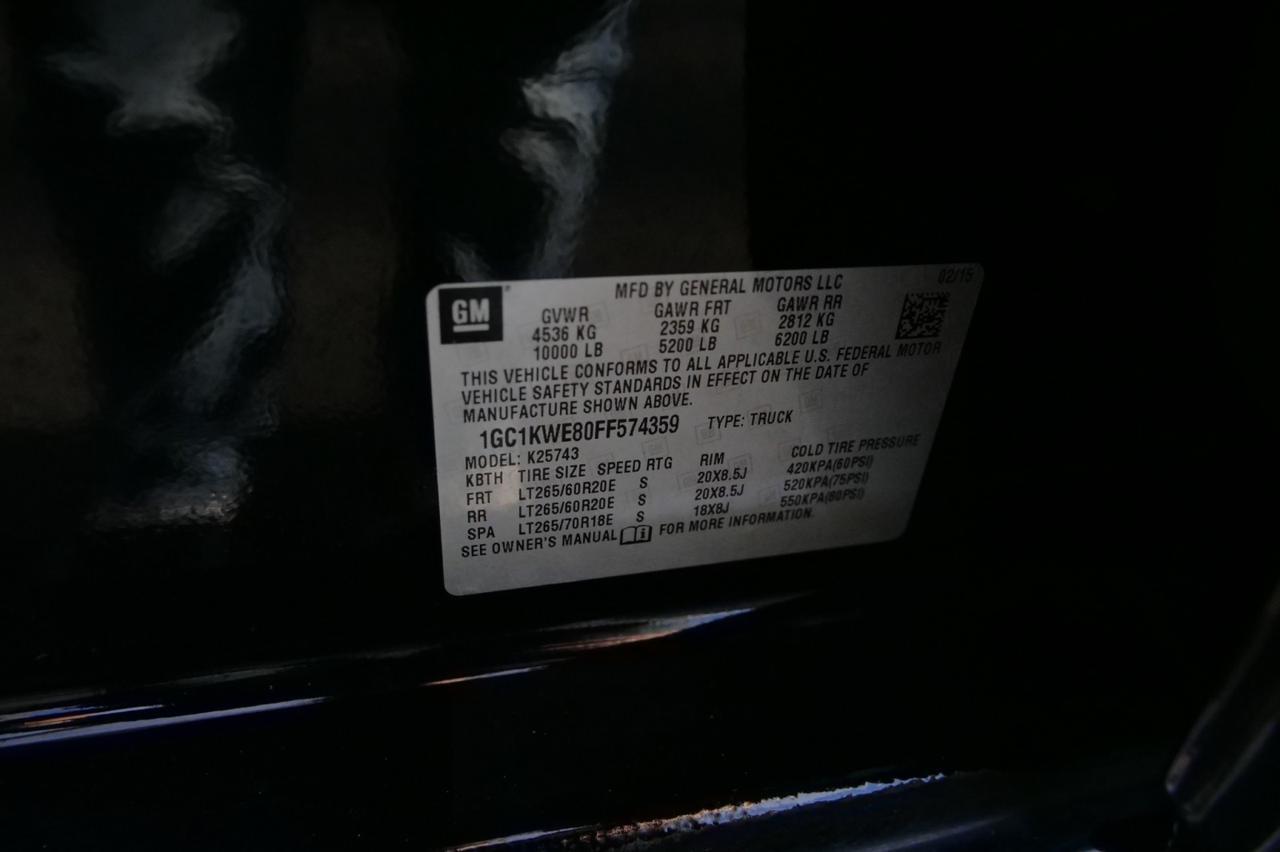 GM
MFD BY GENERAL MOTORS LLC 02/15
GVWR GAWR FRT GAWR RR
4536 KG 2359 KG 2812 KG
10000 LB 5200 LB 6200 LB
THIS VEHICLE CONFORMS TO ALL APPLICABLE U.S. FEDERAL MOTOR
VEHICLE SAFETY STANDARDS IN EFFECT ON THE DATE OF
MANUFACTURE SHOWN ABOVE.
1GC1KWE80FF574359 TYPE: TRUCK
MODEL: K25743
KBTH TIRE SIZE SPEED RTG RIM COLD TIRE PRESSURE
FRT LT265/60R20E S 20X8.5J 420KPA(60PSI)
RR LT265/60R20E S 20X8.5J 520KPA(75PSI)
SPA LT265/70R18E S 18X8J 550KPA(80PSI)
SEE OWNER'S MANUAL FOR MORE INFORMATION.